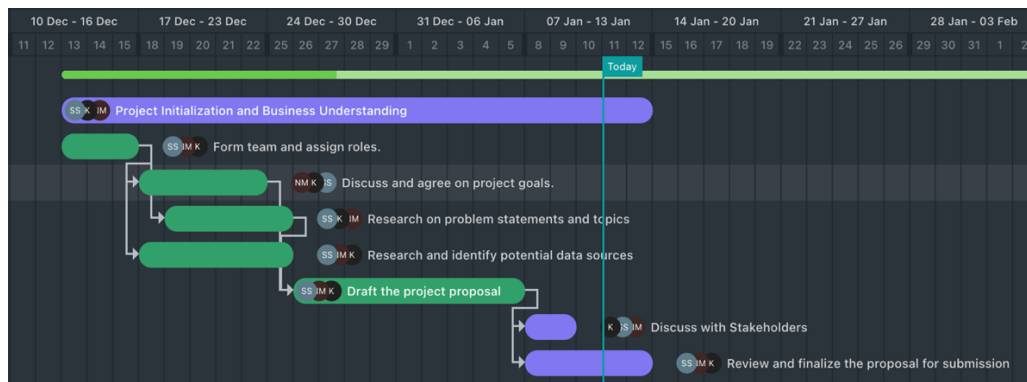 10 Dec - 16 Dec 17 Dec - 23 Dec 24 Dec - 30 Dec 31 Dec - 06 Jan 07 Jan - 13 Jan 14 Jan - 20 Jan 21 Jan - 27 Jan 28 Jan - 03 Feb
11 12 13 14 15 18 19 20 21 22 25 26 27 28 29 1 2 3 4 5 8 9 10 11 12 15 16 17 18 19 22 23 24 25 26 29 30 31 1 2
Today
SS K IM Project Initialization and Business Understanding
SS IM K Form team and assign roles.
NM K SS Discuss and agree on project goals.
SS K IM Research on problem statements and topics
SS IM K Research and identify potential data sources
SS IM K Draft the project proposal
K SS IM Discuss with Stakeholders
SS IM K Review and finalize the proposal for submission